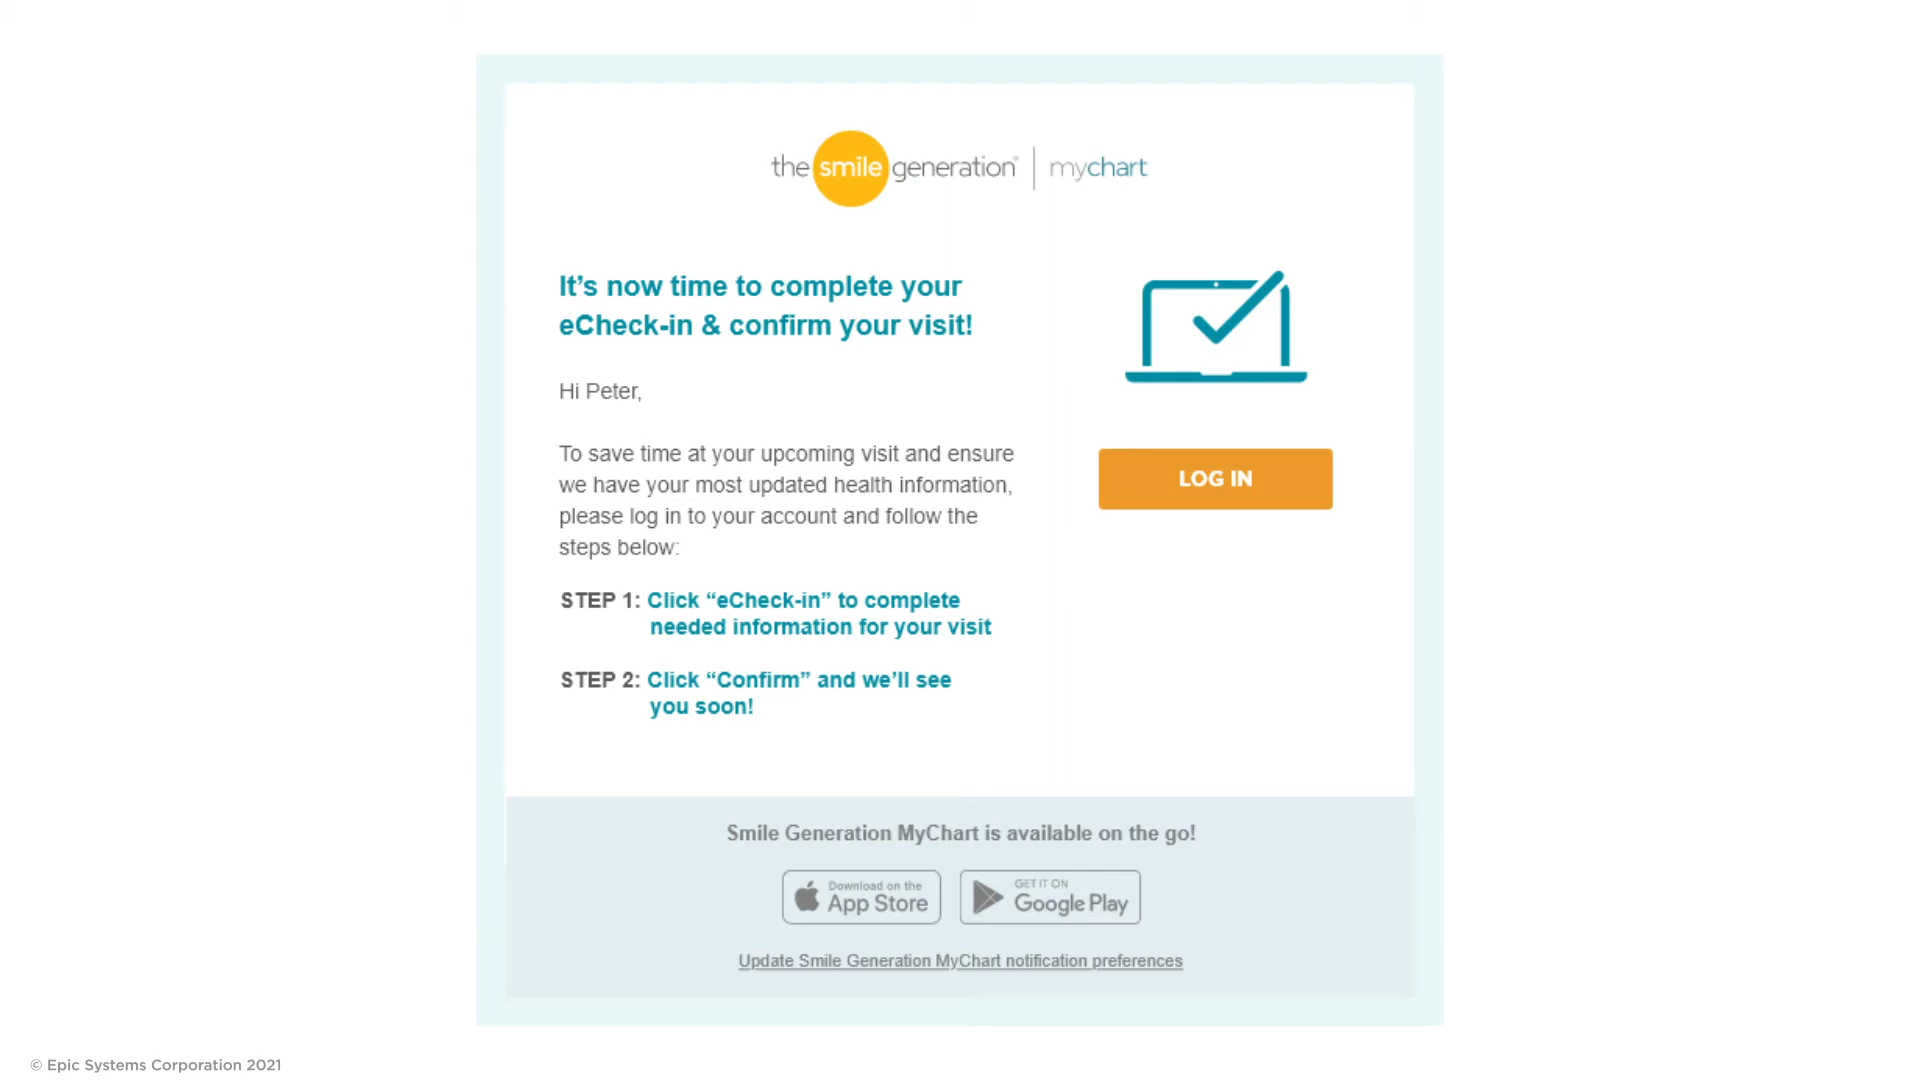 the smile generation® | mychart
It’s now time to complete your
eCheck-in & confirm your visit!
Hi Peter,
To save time at your upcoming visit and ensure
we have your most updated health information,
please log in to your account and follow the
steps below:
STEP 1: Click “eCheck-in” to complete
needed information for your visit
STEP 2: Click “Confirm” and we’ll see
you soon!
LOG IN
Smile Generation MyChart is available on the go!
Download on the
App Store
GET IT ON
Google Play
Update Smile Generation MyChart notification preferences
© Epic Systems Corporation 2021